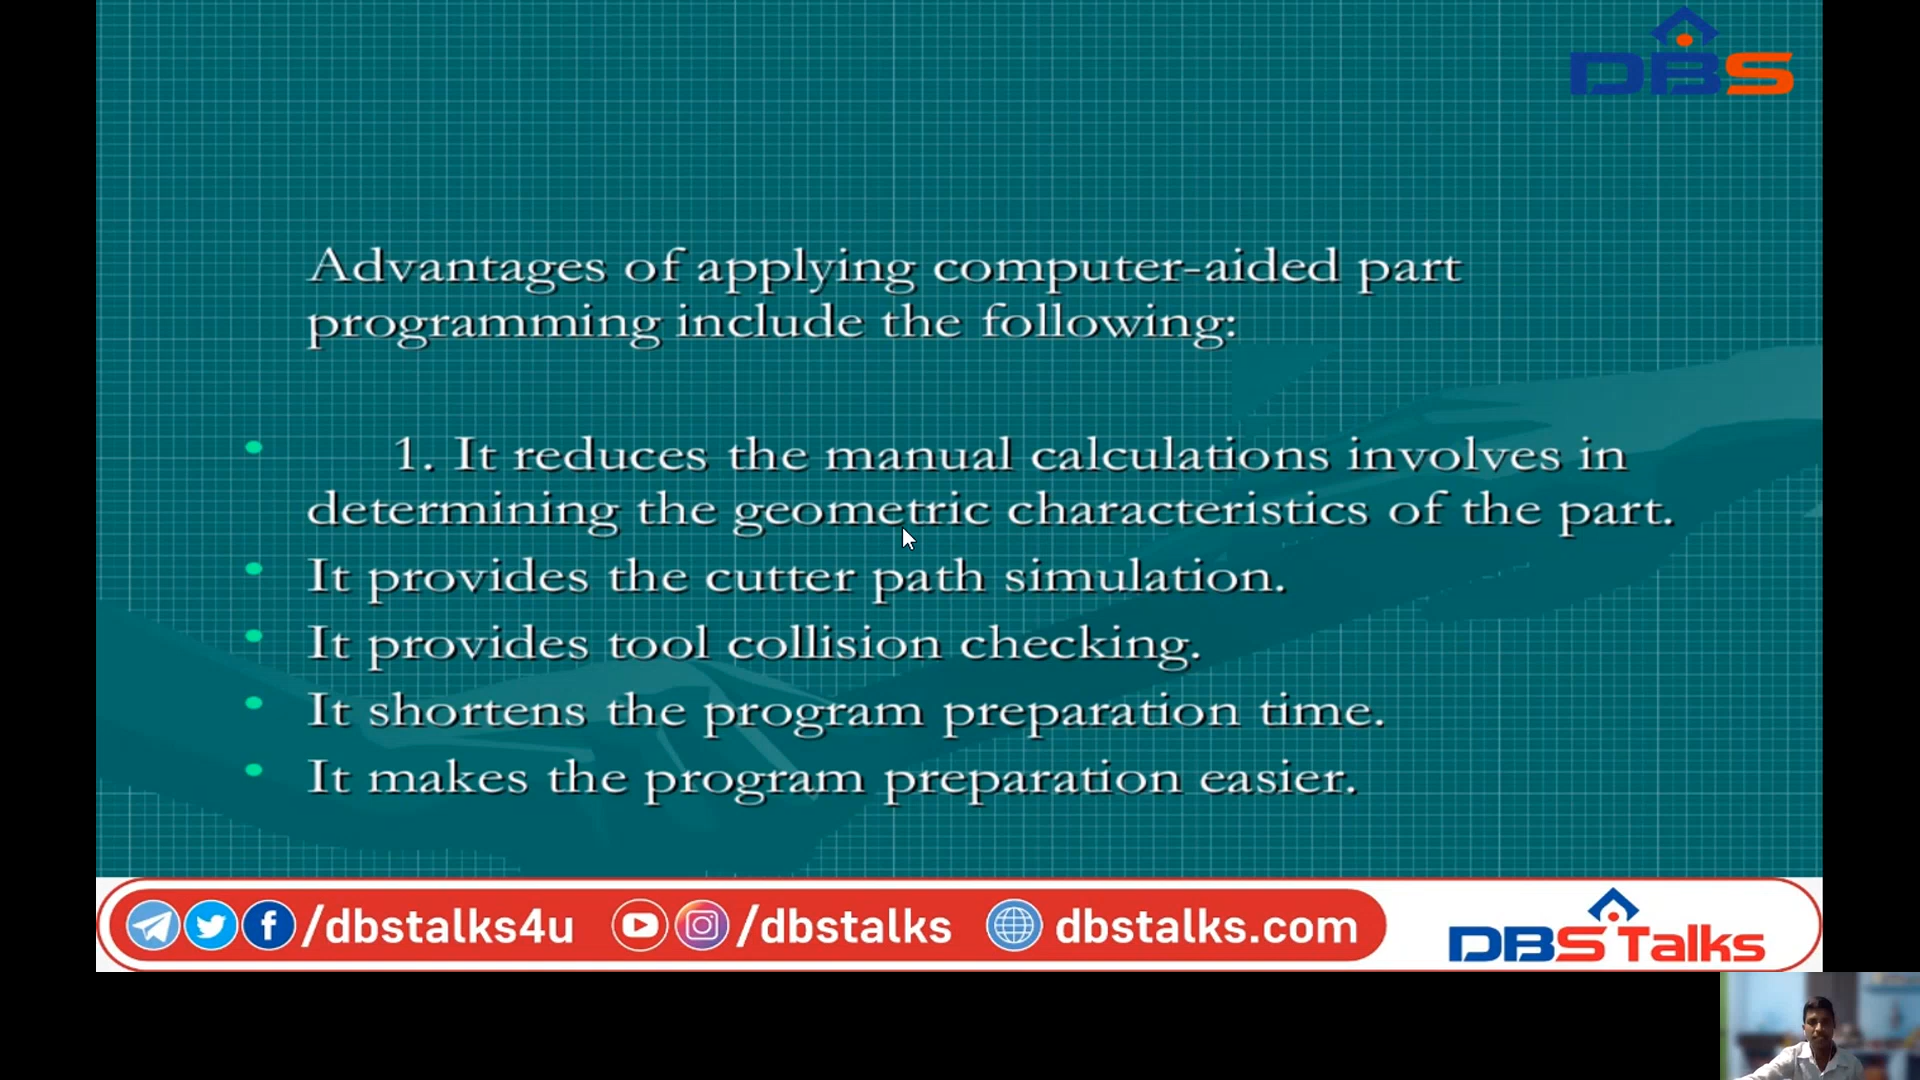 DBS
Advantages of applying computer-aided part
programming include the following:
• 1. It reduces the manual calculations involves in
determining the geometric characteristics of the part.
• It provides the cutter path simulation.
• It provides tool collision checking.
• It shortens the program preparation time.
• It makes the program preparation easier.
/dbstalks4u /dbstalks dbstalks.com DBS Talks